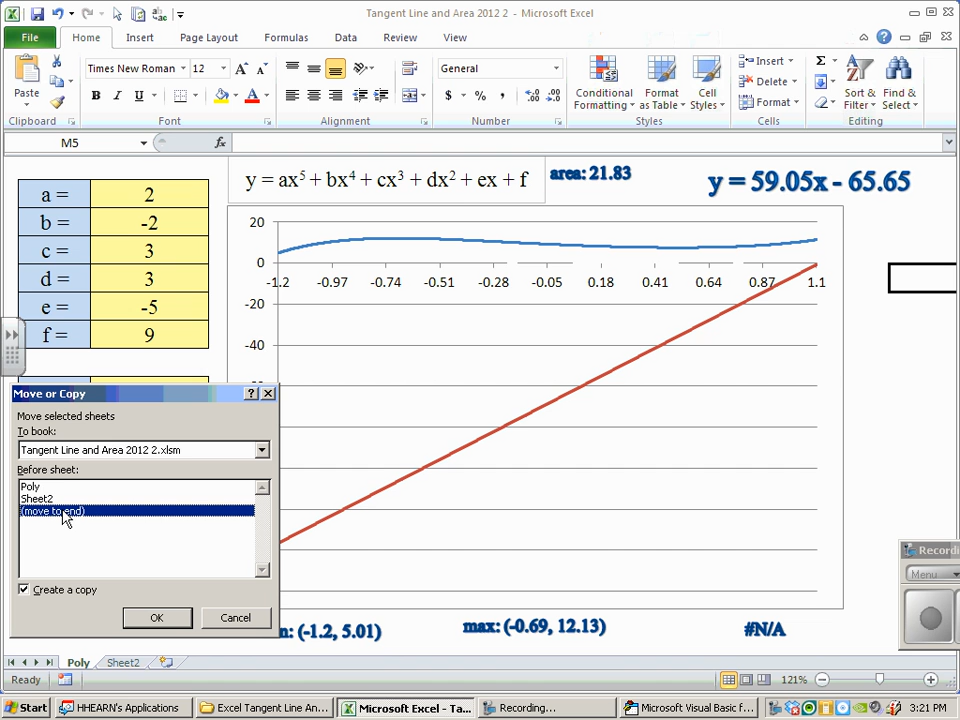 Tangent Line and Area 2012 2 - Microsoft Excel
File Home Insert Page Layout Formulas Data Review View
Times New Roman 12 General Insert Σ
Paste B I U A $ % , Conditional Formatting as Table Cell Styles Delete Format Sort & Filter Find & Select
Clipboard Font Alignment Number Styles Cells Editing
M5 fx
y = ax⁵ + bx⁴ + cx³ + dx² + ex + f
area: 21.83
y = 59.05x - 65.65
a = 2
b = -2
c = 3
d = 3
e = -5
f = 9
20
0
-1.2 -0.97 -0.74 -0.51 -0.28 -0.05 0.18 0.41 0.64 0.87 1.1
-20
-40
Move or Copy
Move selected sheets
To book:
Tangent Line and Area 2012 2.xlsm
Before sheet:
Poly
Sheet2
(move to end)
Create a copy
OK Cancel
n: (-1.2, 5.01)
max: (-0.69, 12.13)
#N/A
Recordi
Menu
Poly Sheet2
Ready 121%
Start HHEARN's Applications Excel Tangent Line An... Microsoft Excel - Ta... Recording... Microsoft Visual Basic f... 3:21 PM